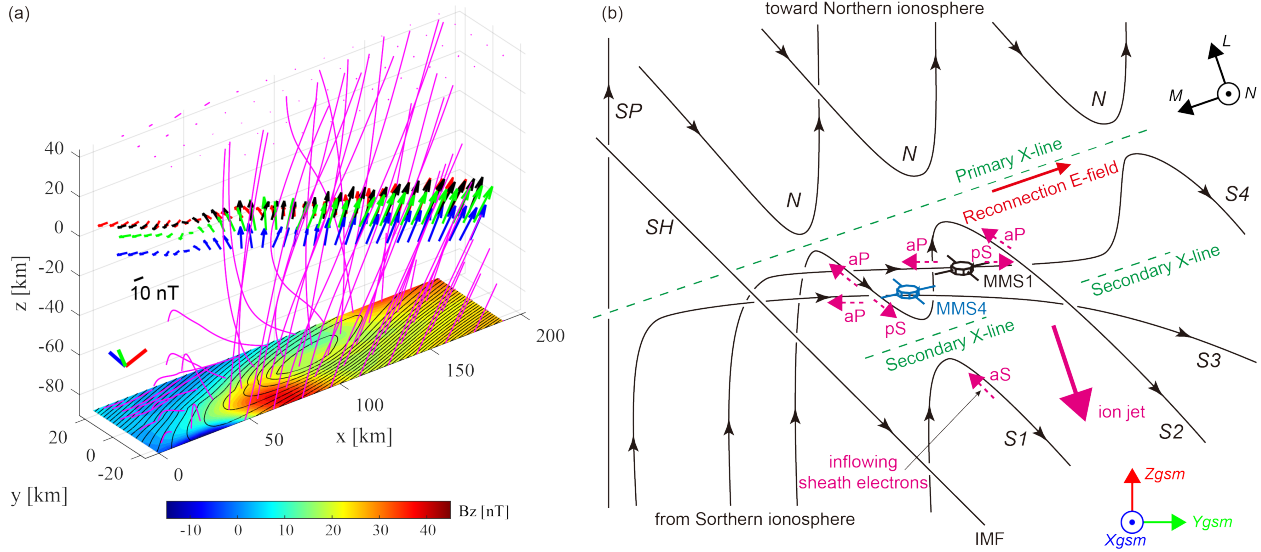 (a)
40
20
0
-20
-40
-60
-80
z [km]
10 nT
20
0
-20
y [km]
0
50
100
150
200
x [km]
-10
0
10
20
30
40
Bz [nT]
(b)
toward Northern ionosphere
L
M
N
SP
N
N
N
Primary X-line
Reconnection E-field
S4
SH
aP
aP
aP
pS
MMS1
Secondary X-line
MMS4
aP
pS
Secondary X-line
S3
aS
ion jet
S1
S2
inflowing
sheath electrons
from Sorthern ionosphere
IMF
Zgsm
Ygsm
Xgsm